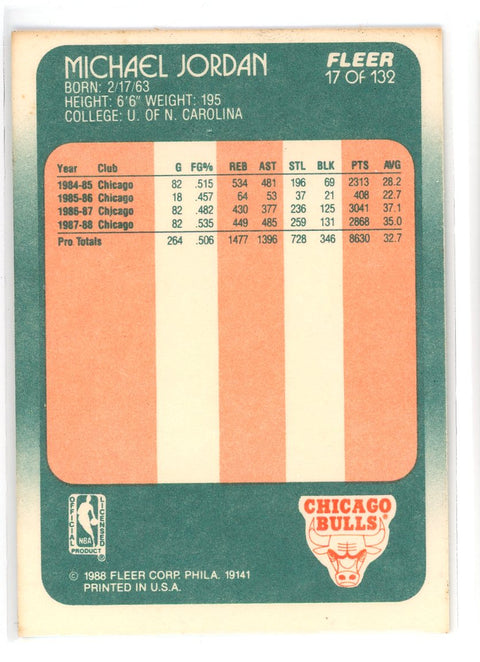 MICHAEL JORDAN
FLEER
17 OF 132
BORN: 2/17/63
HEIGHT: 6'6" WEIGHT: 195
COLLEGE: U. OF N. CAROLINA
Year Club G FG% REB AST STL BLK PTS AVG
1984-85 Chicago 82 .515 534 481 196 69 2313 28.2
1985-86 Chicago 18 .457 64 53 37 21 408 22.7
1986-87 Chicago 82 .482 430 377 236 125 3041 37.1
1987-88 Chicago 82 .535 449 485 259 131 2868 35.0
Pro Totals 264 .506 1477 1396 728 346 8630 32.7
OFFICIAL LICENSED
NBA
PRODUCT
CHICAGO
BULLS®
© 1988 FLEER CORP. PHILA. 19141
PRINTED IN U.S.A.